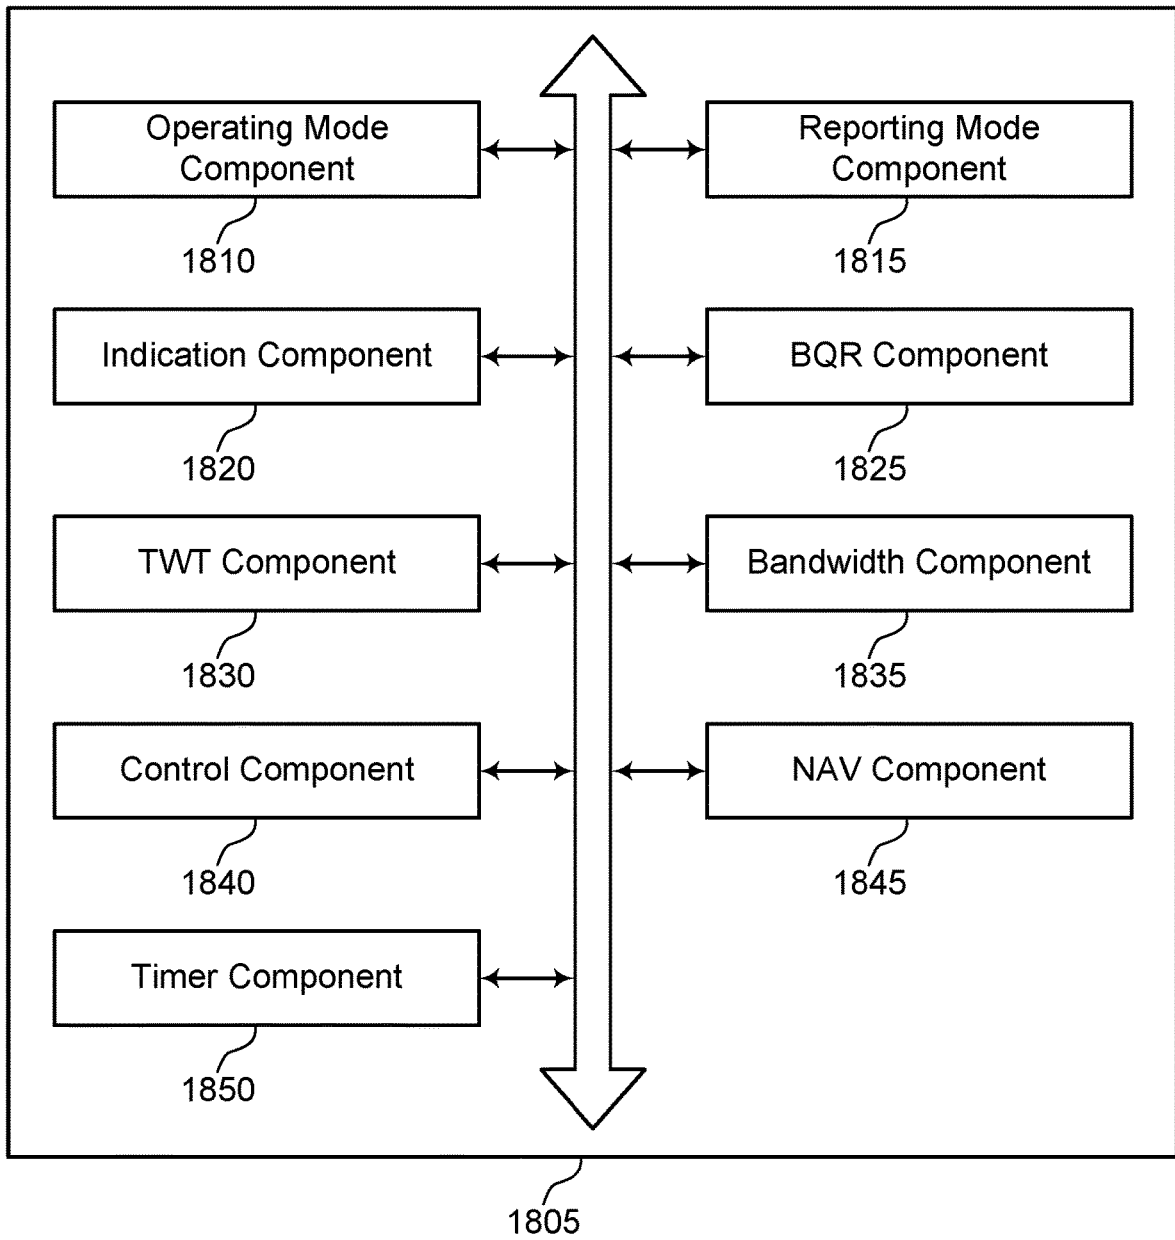 Operating Mode
Component
1810
Reporting Mode
Component
1815
Indication Component
1820
BQR Component
1825
TWT Component
1830
Bandwidth Component
1835
Control Component
1840
NAV Component
1845
Timer Component
1850
1805